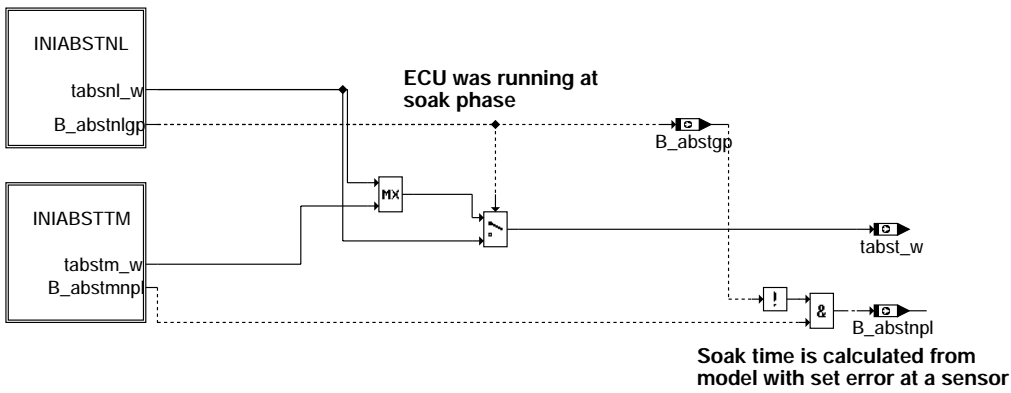 INIABSTNL
tabsnl_w
B_abstnlgp
ECU was running at
soak phase
B_abstgp
MX
INIABSTTM
tabstm_w
B_abstmnpl
tabst_w
!
&
B_abstnpl
Soak time is calculated from
model with set error at a sensor